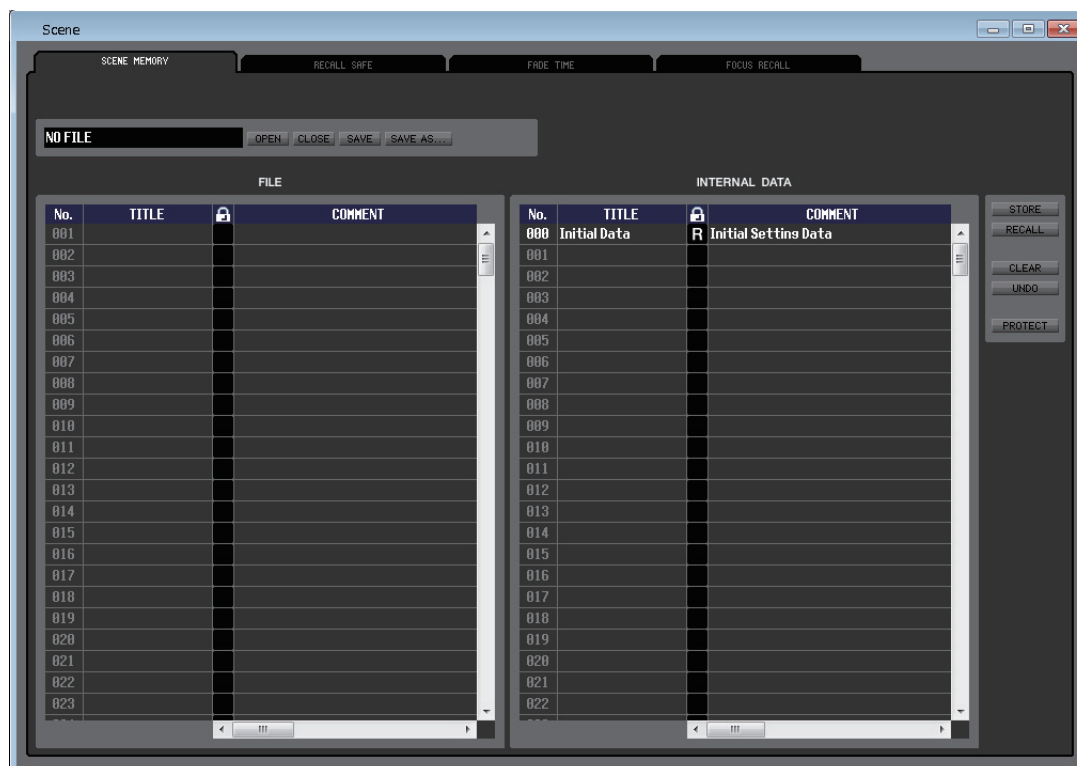 Scene
SCENE MEMORY RECALL SAFE FADE TIME FOCUS RECALL
NO FILE OPEN CLOSE SAVE SAVE AS...
FILE INTERNAL DATA
No. TITLE COMMENT No. TITLE COMMENT STORE
001 000 Initial Data R Initial Setting Data RECALL
002 001
003 002 CLEAR
004 003 UNDO
005 004 PROTECT
006 005
007 006
008 007
009 008
010 009
011 010
012 011
013 012
014 013
015 014
016 015
017 016
018 017
019 018
020 019
021 020
022 021
023 022